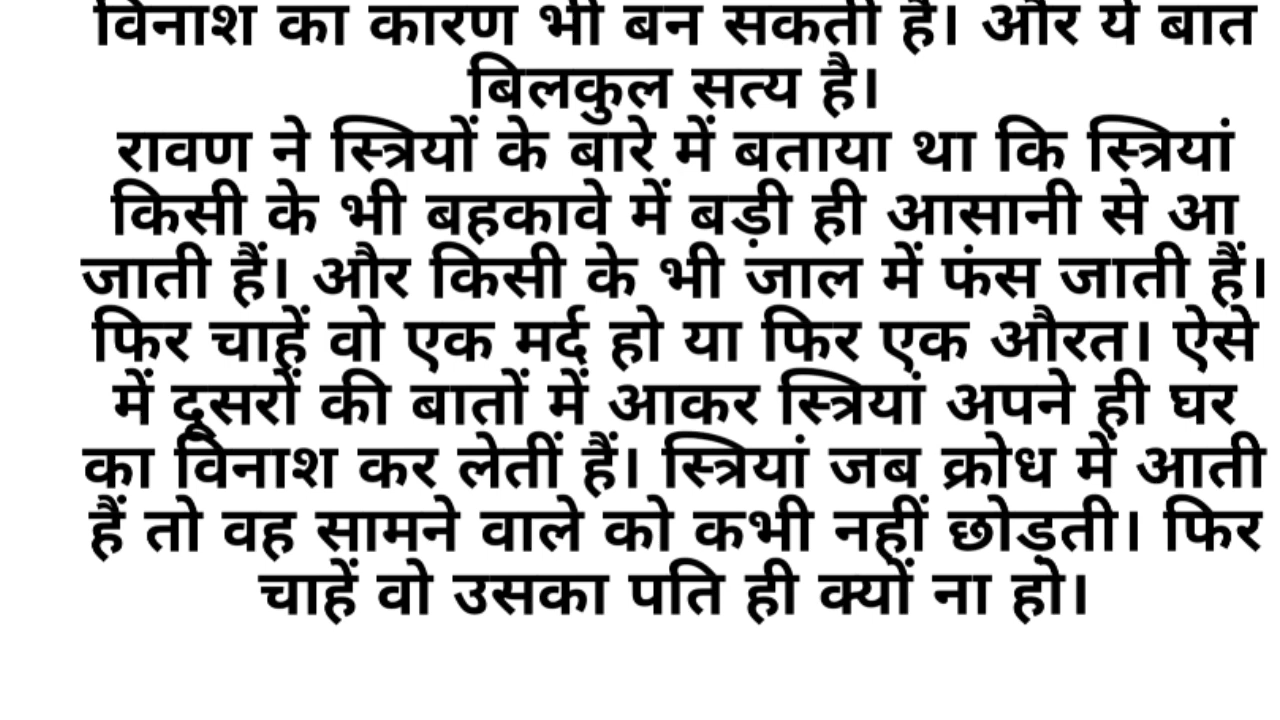 विनाश का कारण भी बन सकती है। और ये बात
बिलकुल सत्य है।
रावण ने स्त्रियों के बारे में बताया था कि स्त्रियां
किसी के भी बहकावे में बड़ी ही आसानी से आ
जाती हैं। और किसी के भी जाल में फंस जाती हैं।
फिर चाहें वो एक मर्द हो या फिर एक औरत। ऐसे
में दूसरों की बातों में आकर स्त्रियां अपने ही घर
का विनाश कर लेतीं हैं। स्त्रियां जब क्रोध में आती
हैं तो वह सामने वाले को कभी नहीं छोड़ती। फिर
चाहें वो उसका पति ही क्यों ना हो।